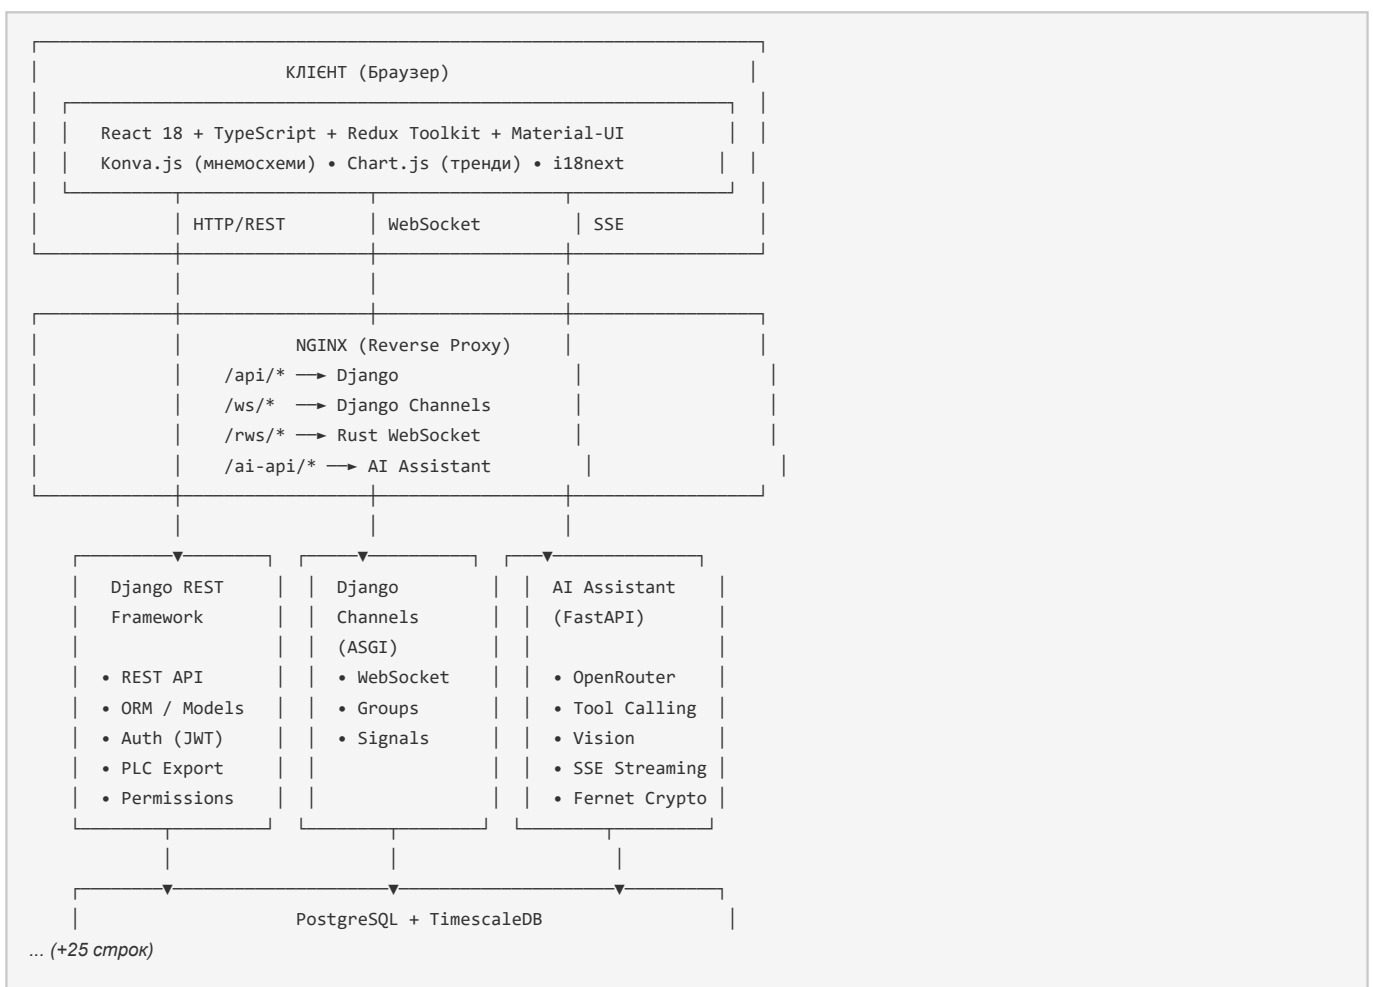 КЛІЄНТ (Браузер)
React 18 + TypeScript + Redux Toolkit + Material-UI
Konva.js (мнемосхеми) • Chart.js (тренди) • i18next
HTTP/REST WebSocket SSE
NGINX (Reverse Proxy)
/api/* ──► Django
/ws/* ──► Django Channels
/rws/* ──► Rust WebSocket
/ai-api/* ──► AI Assistant
Django REST Django AI Assistant
Framework Channels (FastAPI)
(ASGI)
• REST API • WebSocket • OpenRouter
• ORM / Models • Groups • Tool Calling
• Auth (JWT) • Signals • Vision
• PLC Export • SSE Streaming
• Permissions • Fernet Crypto
PostgreSQL + TimescaleDB
... (+25 строк)